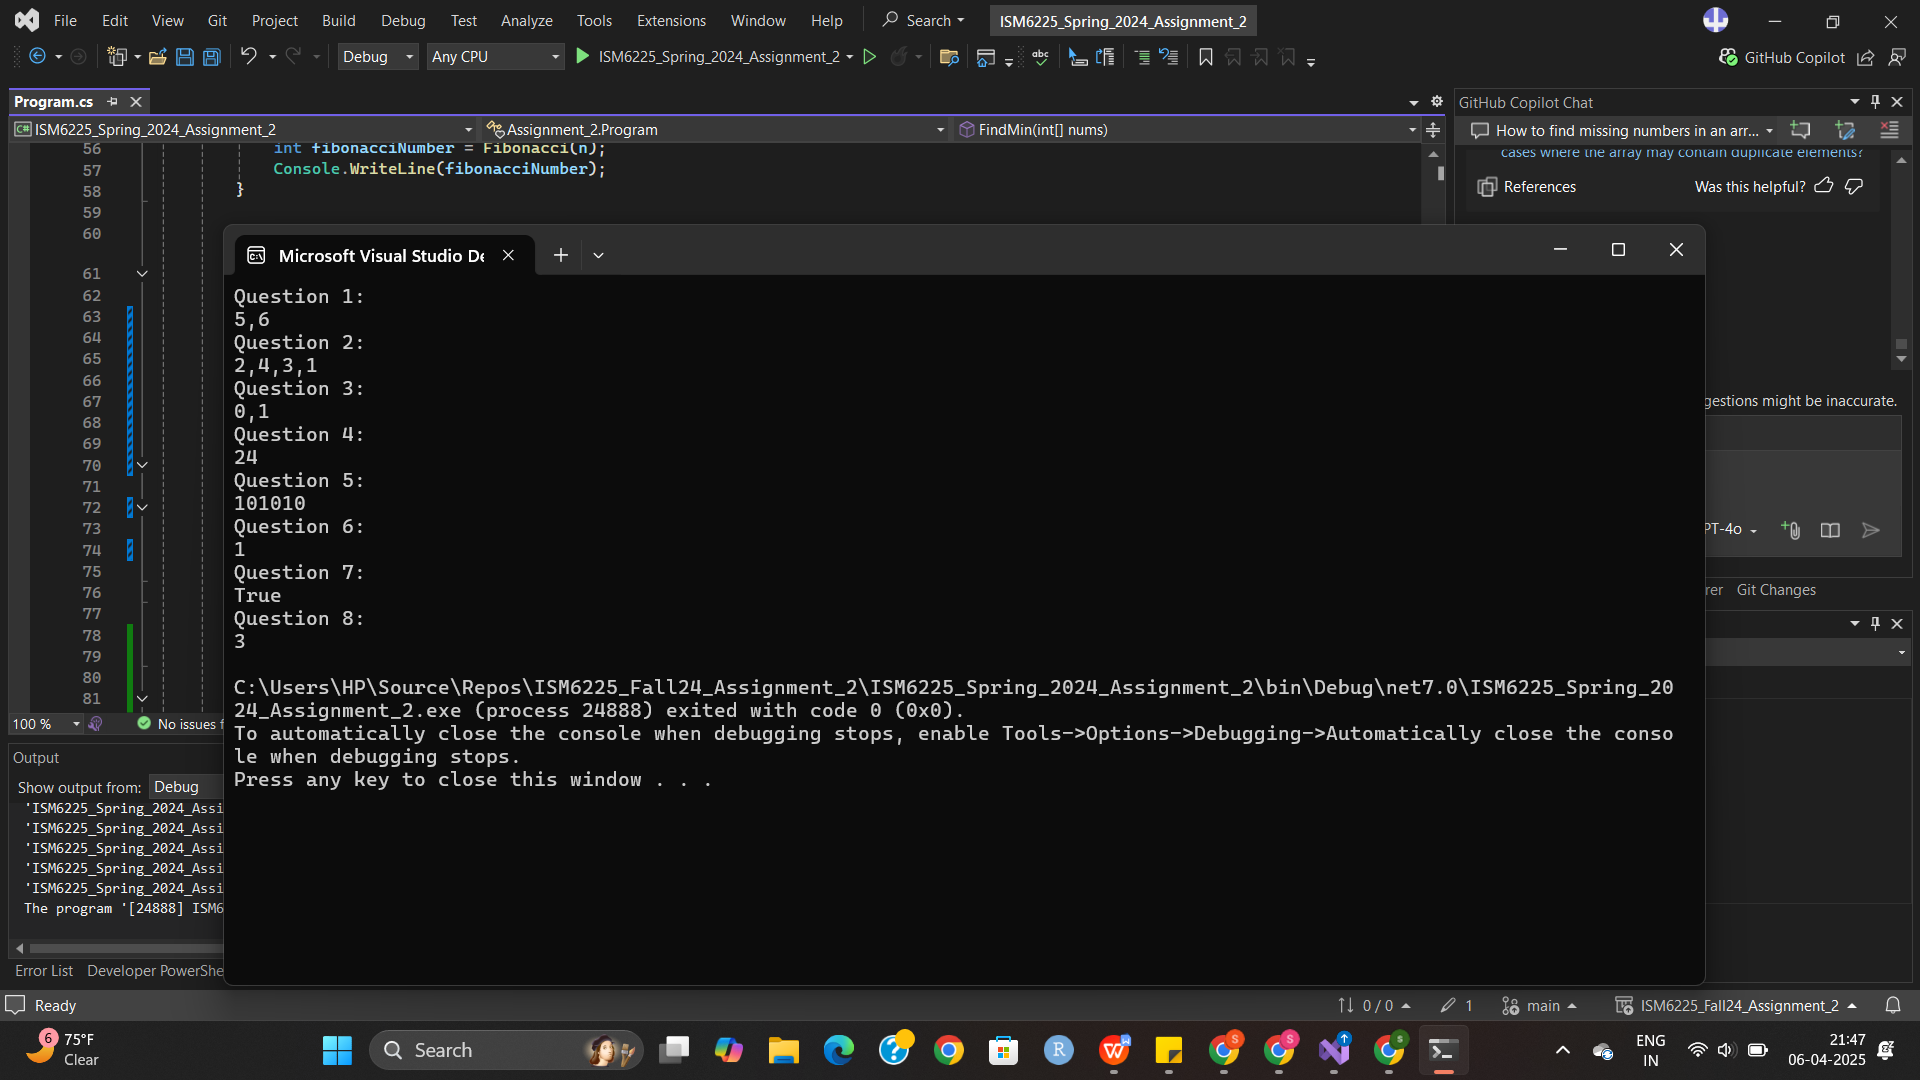 File Edit View Git Project Build Debug Test Analyze Tools Extensions Window Help Search ISM6225_Spring_2024_Assignment_2
Debug Any CPU ISM6225_Spring_2024_Assignment_2 abc GitHub Copilot
Program.cs
ISM6225_Spring_2024_Assignment_2 Assignment_2.Program FindMin(int[] nums)
56 int fibonacciNumber = Fibonacci(n);
57 Console.WriteLine(fibonacciNumber);
58 }
59
60
61
62
63
64
65
66
67
68
69
70
71
72
73
74
75
76
77
78
79
80
81
100 % No issues f
GitHub Copilot Chat
How to find missing numbers in an arr...
cases where the array may contain duplicate elements?
References Was this helpful?
gestions might be inaccurate.
PT-4o
rer Git Changes
Microsoft Visual Studio De
Question 1:
5,6
Question 2:
2,4,3,1
Question 3:
0,1
Question 4:
24
Question 5:
101010
Question 6:
1
Question 7:
True
Question 8:
3
C:\Users\HP\Source\Repos\ISM6225_Fall24_Assignment_2\ISM6225_Spring_2024_Assignment_2\bin\Debug\net7.0\ISM6225_Spring_20
24_Assignment_2.exe (process 24888) exited with code 0 (0x0).
To automatically close the console when debugging stops, enable Tools->Options->Debugging->Automatically close the conso
le when debugging stops.
Press any key to close this window . . .
Output
Show output from: Debug
'ISM6225_Spring_2024_Assi
'ISM6225_Spring_2024_Assi
'ISM6225_Spring_2024_Assi
'ISM6225_Spring_2024_Assi
'ISM6225_Spring_2024_Assi
The program '[24888] ISM6
Error List Developer PowerShe
Ready 0 / 0 1 main ISM6225_Fall24_Assignment_2
6 75°F
Clear
Search
ENG
IN
21:47
06-04-2025